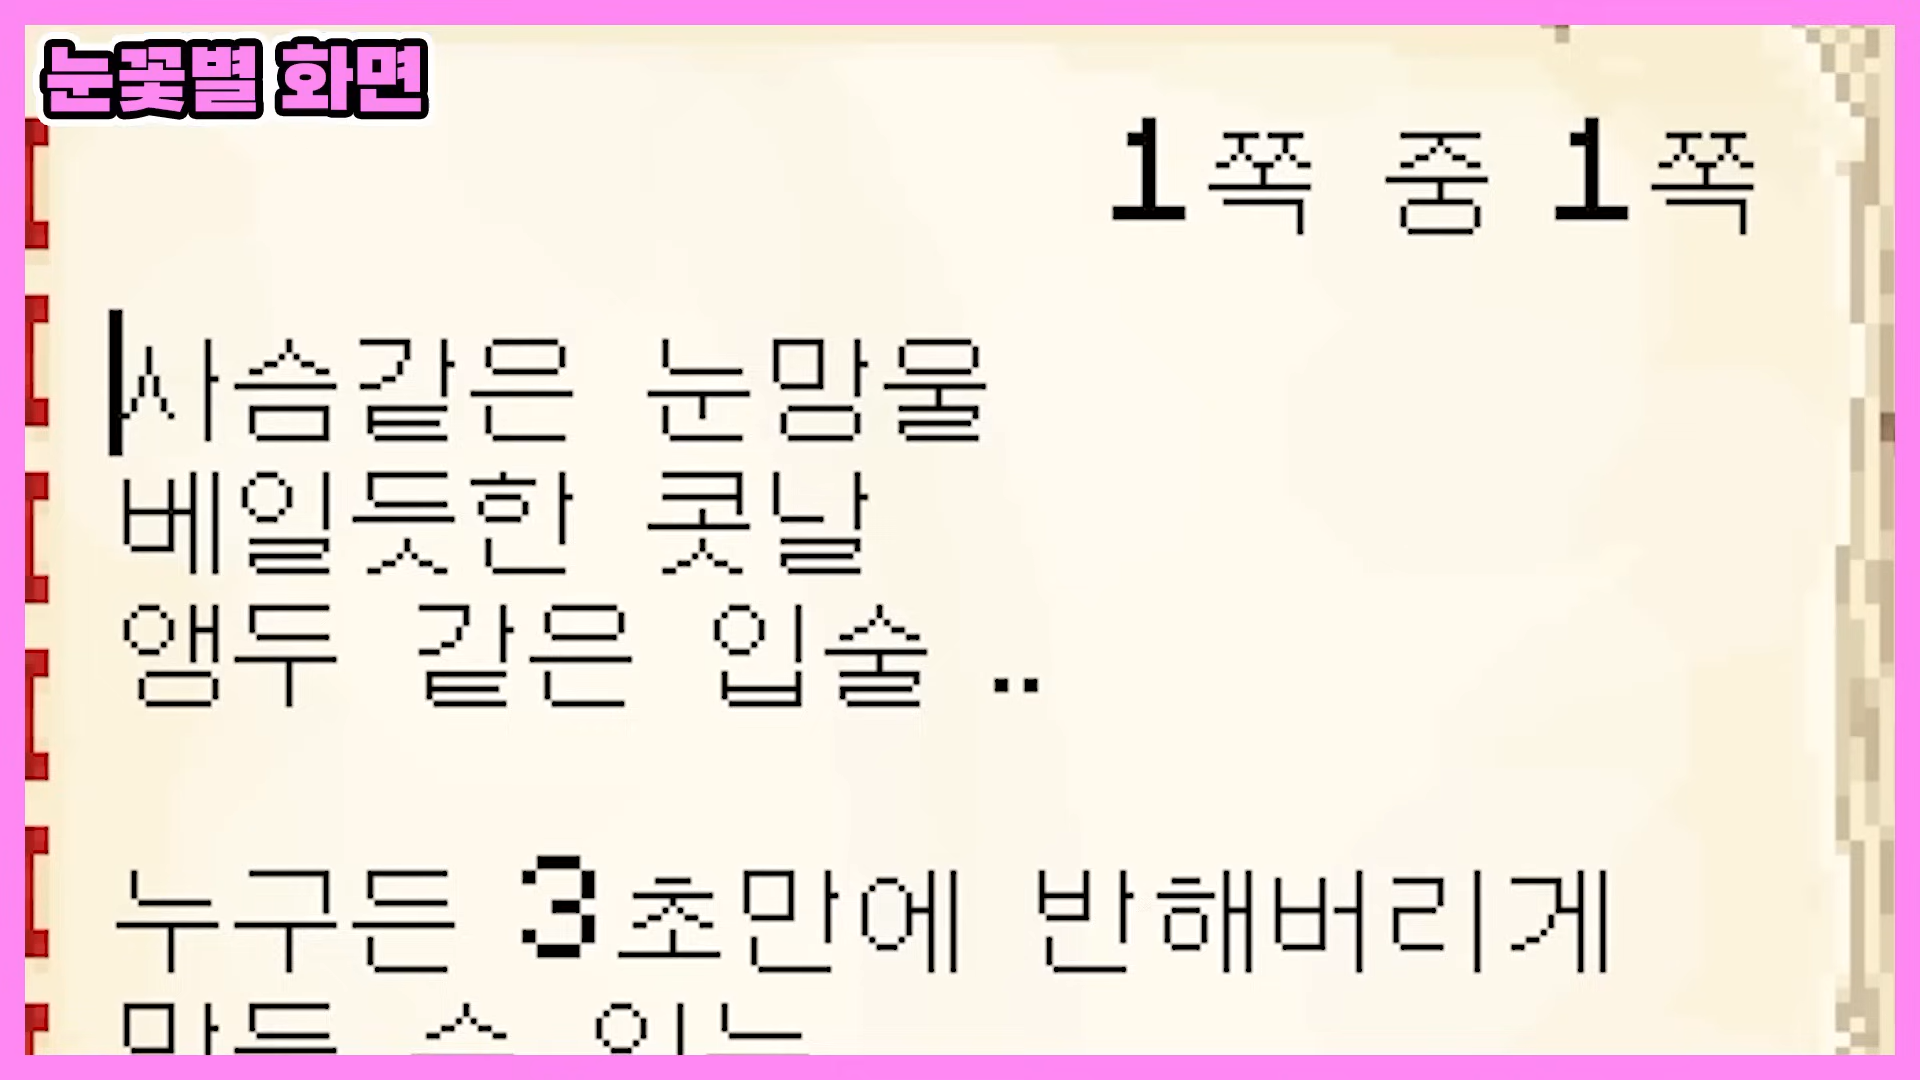 눈꽃별 화면
1쪽 중 1쪽
사슴같은 눈망울
베일듯한 콧날
앵두 같은 입술 ..
누구든 3초만에 반해버리게